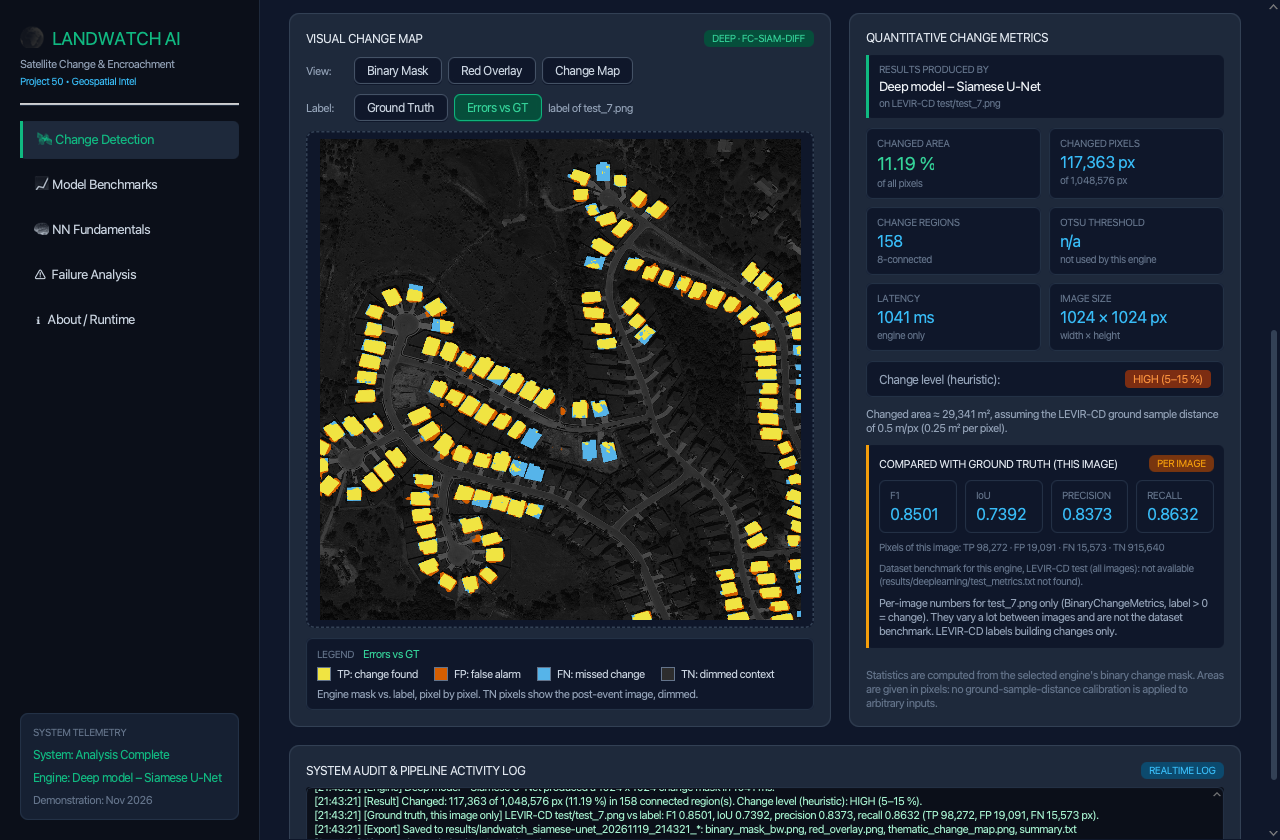 LANDWATCH AI
Satellite Change & Encroachment
Project 50 • Geospatial Intel
Change Detection
Model Benchmarks
NN Fundamentals
Failure Analysis
About / Runtime
SYSTEM TELEMETRY
System: Analysis Complete
Engine: Deep model – Siamese U-Net
Demonstration: Nov 2026
VISUAL CHANGE MAP
DEEP · FC-SIAM-DIFF
View:
Binary Mask
Red Overlay
Change Map
Label:
Ground Truth
Errors vs GT
label of test_7.png
LEGEND
Errors vs GT
TP: change found
FP: false alarm
FN: missed change
TN: dimmed context
Engine mask vs. label, pixel by pixel. TN pixels show the post-event image, dimmed.
QUANTITATIVE CHANGE METRICS
RESULTS PRODUCED BY
Deep model – Siamese U-Net
on LEVIR-CD test/test_7.png
CHANGED AREA
11.19 %
of all pixels
CHANGED PIXELS
117,363 px
of 1,048,576 px
CHANGE REGIONS
158
8-connected
OTSU THRESHOLD
n/a
not used by this engine
LATENCY
1041 ms
engine only
IMAGE SIZE
1024 × 1024 px
width × height
Change level (heuristic):
HIGH (5–15 %)
Changed area ≈ 29,341 m², assuming the LEVIR-CD ground sample distance
of 0.5 m/px (0.25 m² per pixel).
COMPARED WITH GROUND TRUTH (THIS IMAGE)
PER IMAGE
F1
0.8501
IoU
0.7392
PRECISION
0.8373
RECALL
0.8632
Pixels of this image: TP 98,272 · FP 19,091 · FN 15,573 · TN 915,640
Dataset benchmark for this engine, LEVIR-CD test (all images): not available
(results/deeplearning/test_metrics.txt not found).
Per-image numbers for test_7.png only (BinaryChangeMetrics, label > 0
= change). They vary a lot between images and are not the dataset
benchmark. LEVIR-CD labels building changes only.
Statistics are computed from the selected engine's binary change mask. Areas
are given in pixels: no ground-sample-distance calibration is applied to
arbitrary inputs.
SYSTEM AUDIT & PIPELINE ACTIVITY LOG
REALTIME LOG
[21:43:21] [Engine] Deep model – Siamese U-Net produced a 1024 x 1024 change mask in 1041 ms.
[21:43:21] [Result] Changed: 117,363 of 1,048,576 px (11.19 %) in 158 connected region(s). Change level (heuristic): HIGH (5–15 %).
[21:43:21] [Ground truth, this image only] LEVIR-CD test/test_7.png vs label: F1 0.8501, IoU 0.7392, precision 0.8373, recall 0.8632 (TP 98,272, FP 19,091, FN 15,573 px).
[21:43:21] [Export] Saved to results/landwatch_siamese-unet_20261119_214321_*: binary_mask_bw.png, red_overlay.png, thematic_change_map.png, summary.txt